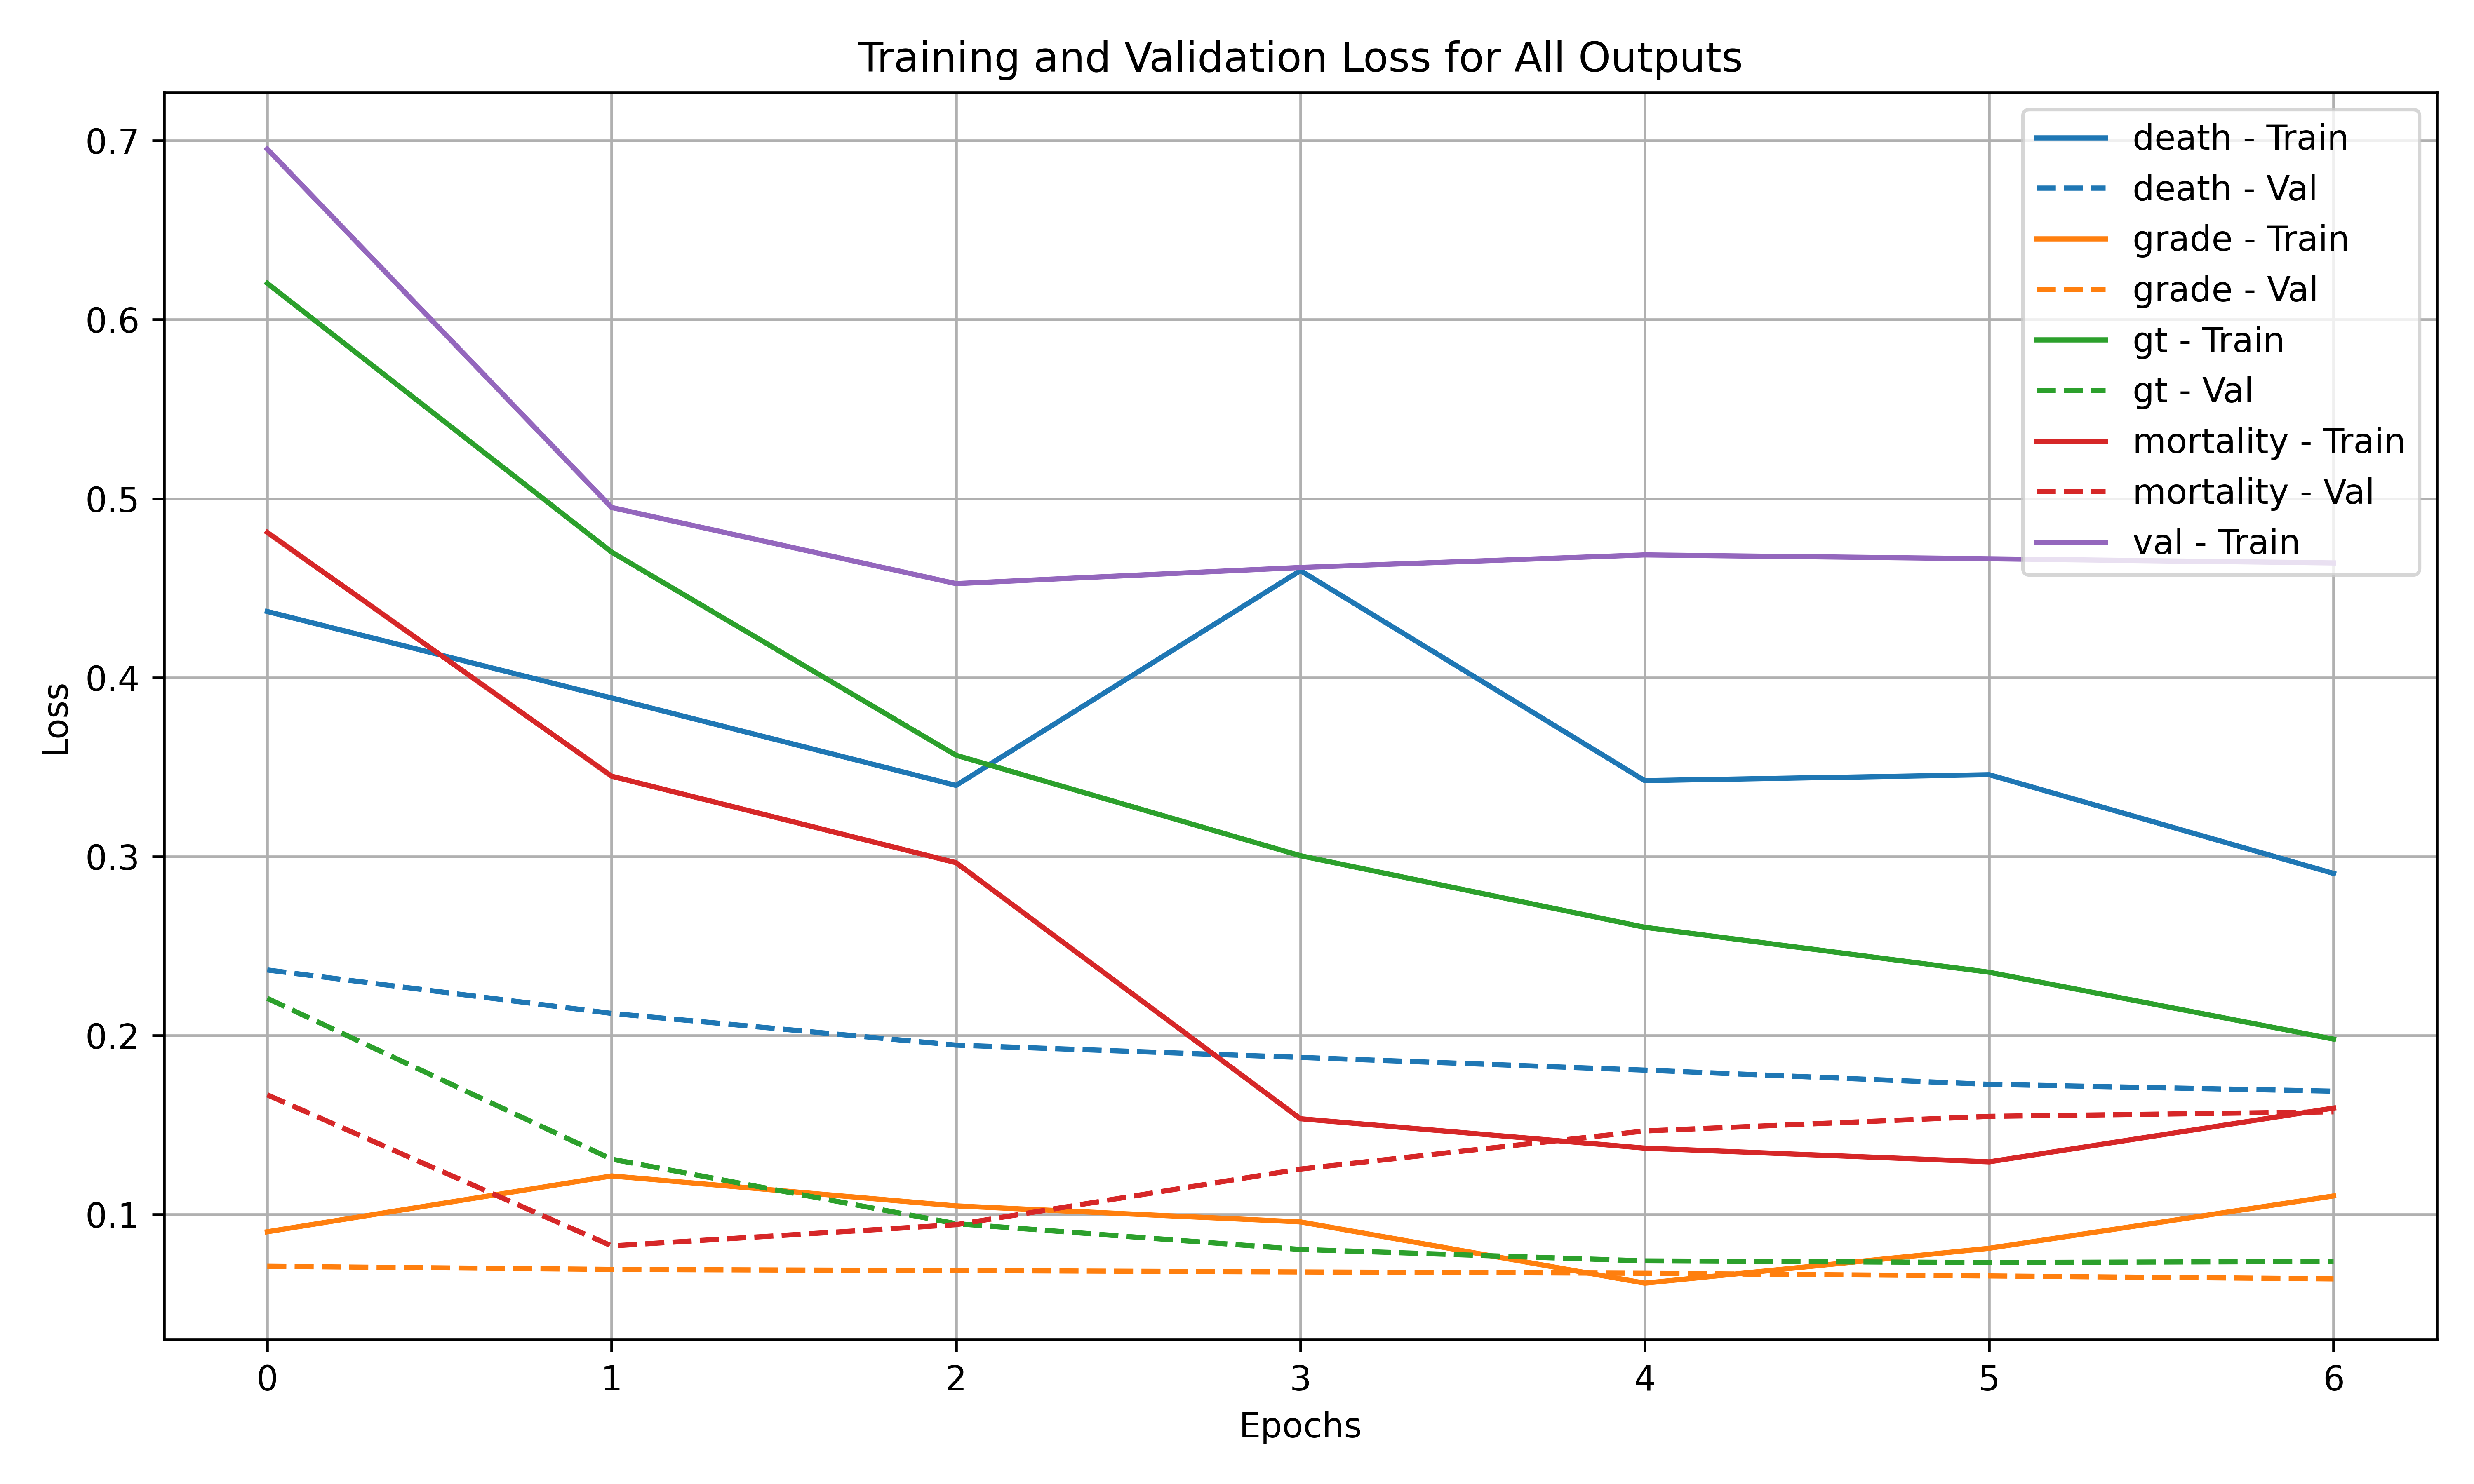 Training and Validation Loss for All Outputs
0.7
0.6
0.5
0.4
0.3
0.2
0.1
Loss
0 1 2 3 4 5 6
Epochs
death - Train
death - Val
grade - Train
grade - Val
gt - Train
gt - Val
mortality - Train
mortality - Val
val - Train